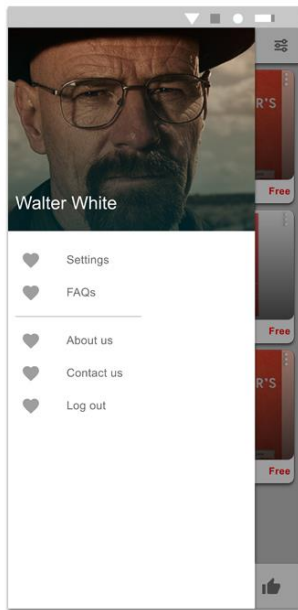 R'S
Walter White
Free
Settings
FAQs
Free
About us
Contact us
R'S
Log out
Free